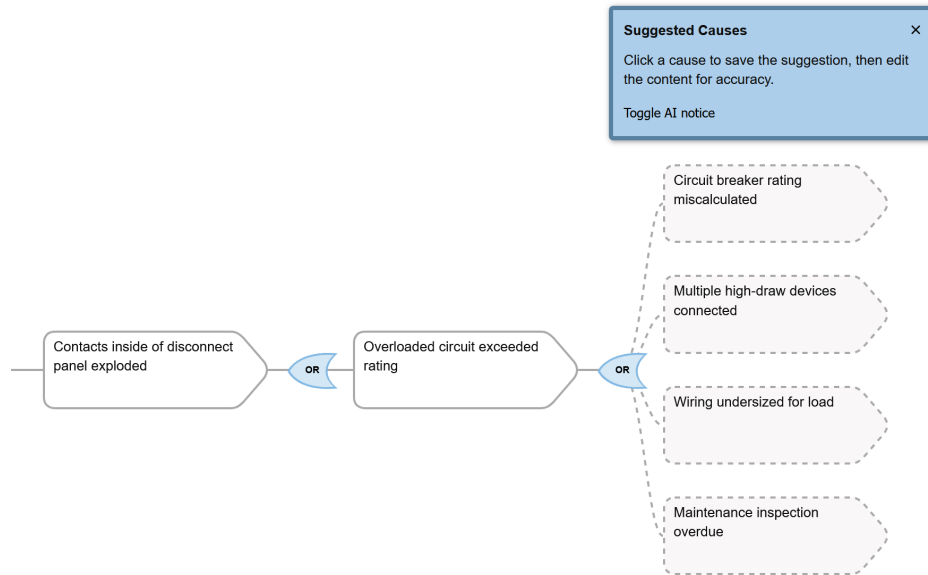 Suggested Causes
Click a cause to save the suggestion, then edit
the content for accuracy.
Toggle AI notice
Circuit breaker rating
miscalculated
Multiple high-draw devices
connected
Contacts inside of disconnect
panel exploded
OR
Overloaded circuit exceeded
rating
OR
Wiring undersized for load
Maintenance inspection
overdue